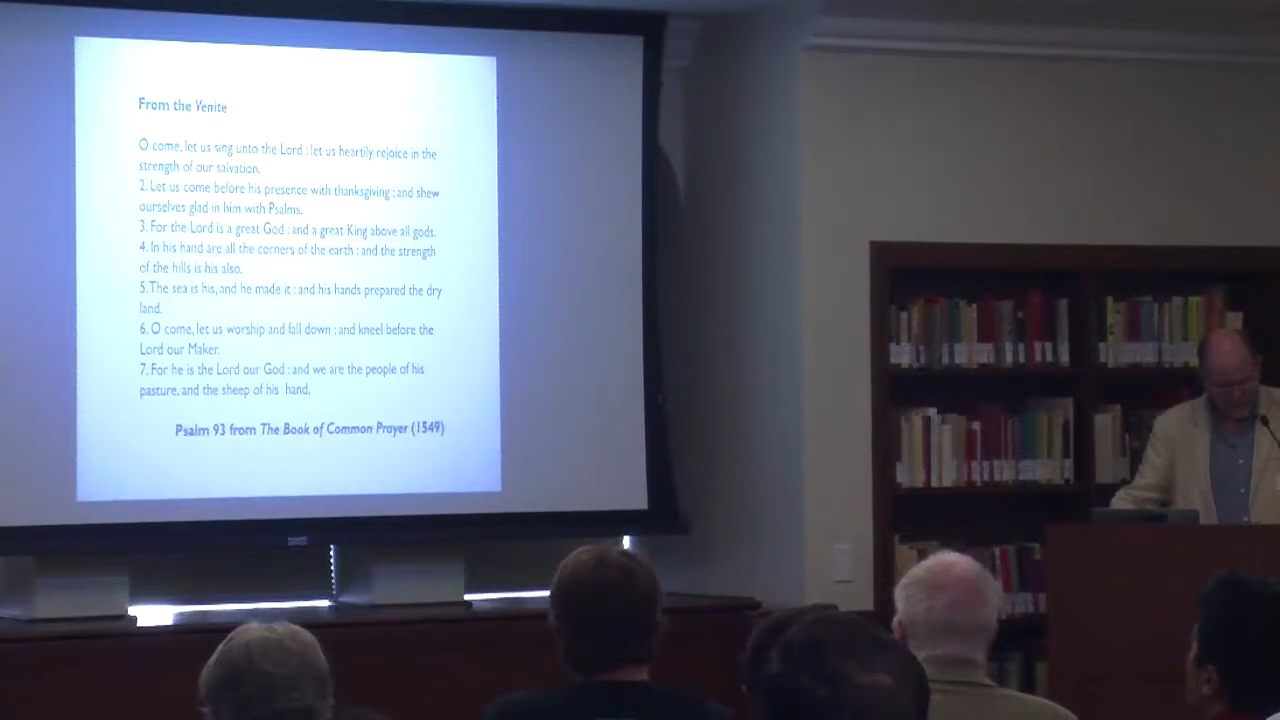 From the Venite
O come, let us sing unto the Lord : let us heartily rejoice in the
strength of our salvation.
2. Let us come before his presence with thanksgiving : and shew
ourselves glad in him with Psalms.
3. For the Lord is a great God : and a great King above all gods.
4. In his hand are all the corners of the earth : and the strength
of the hills is his also.
5. The sea is his, and he made it : and his hands prepared the dry
land.
6. O come, let us worship and fall down : and kneel before the
Lord our Maker.
7. For he is the Lord our God : and we are the people of his
pasture, and the sheep of his hand.
Psalm 93 from The Book of Common Prayer (1549)